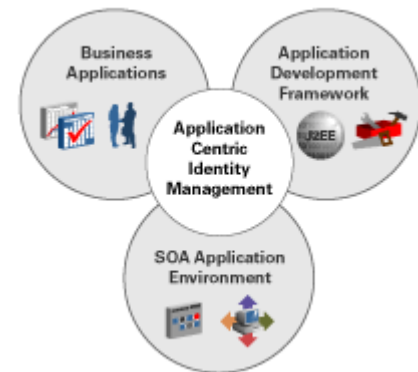 Business
Applications
Application
Development
Framework
J2EE
Application
Centric
Identity
Management
SOA Application
Environment